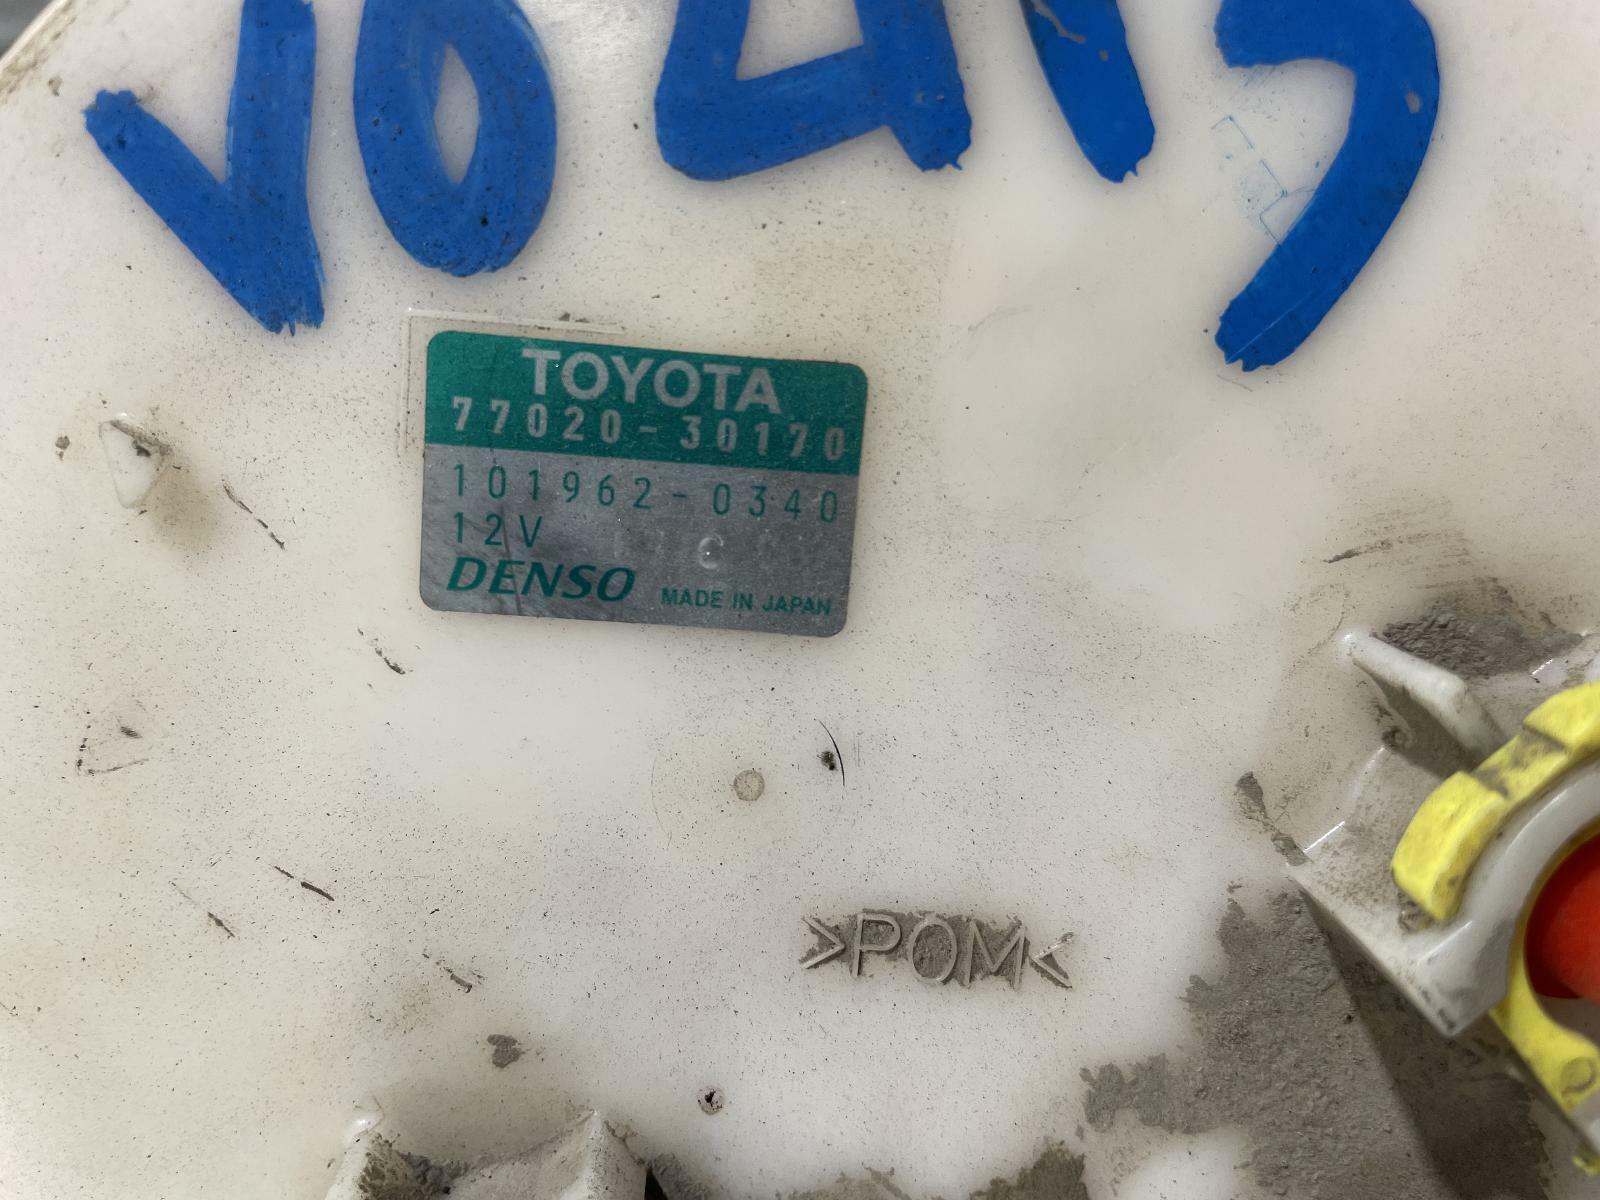 TOYOTA
77020-30170
101962-0340
12V
DENSO MADE IN JAPAN
>POM<